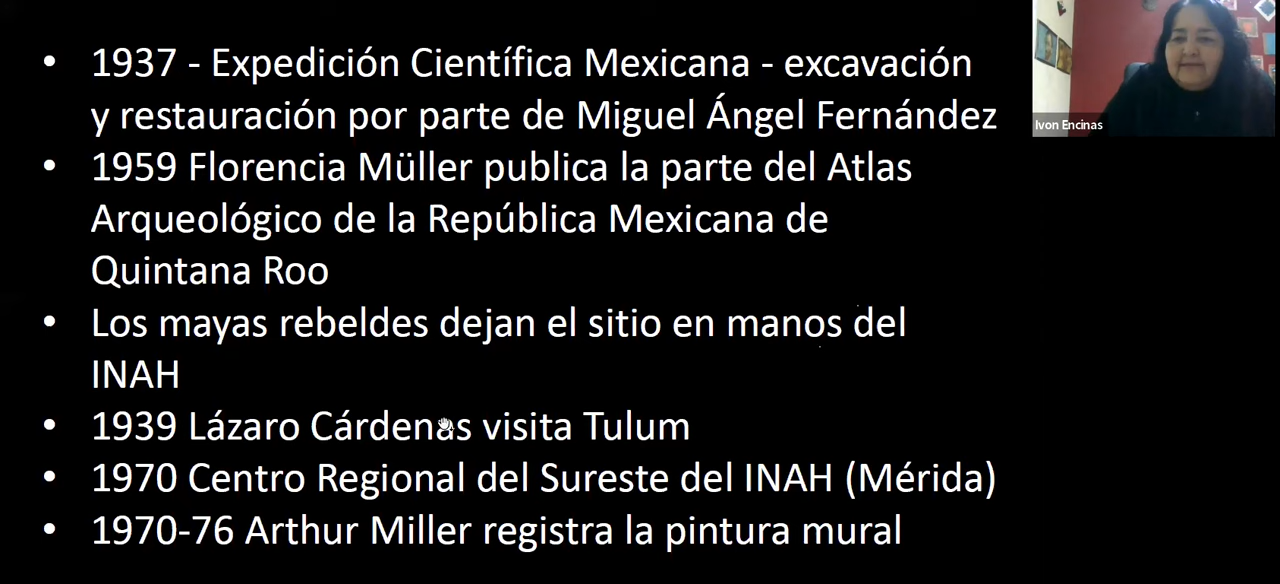 • 1937 - Expedición Científica Mexicana - excavación
y restauración por parte de Miguel Ángel Fernández
• 1959 Florencia Müller publica la parte del Atlas
Arqueológico de la República Mexicana de
Quintana Roo
• Los mayas rebeldes dejan el sitio en manos del
INAH
• 1939 Lázaro Cárdenas visita Tulum
• 1970 Centro Regional del Sureste del INAH (Mérida)
• 1970-76 Arthur Miller registra la pintura mural
Ivon Encinas